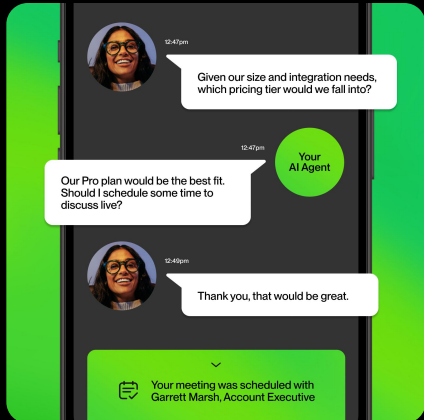 12:47pm
Given our size and integration needs,
which pricing tier would we fall into?
12:47pm
Your
AI Agent
Our Pro plan would be the best fit.
Should I schedule some time to
discuss live?
12:49pm
Thank you, that would be great.
Your meeting was scheduled with
Garrett Marsh, Account Executive